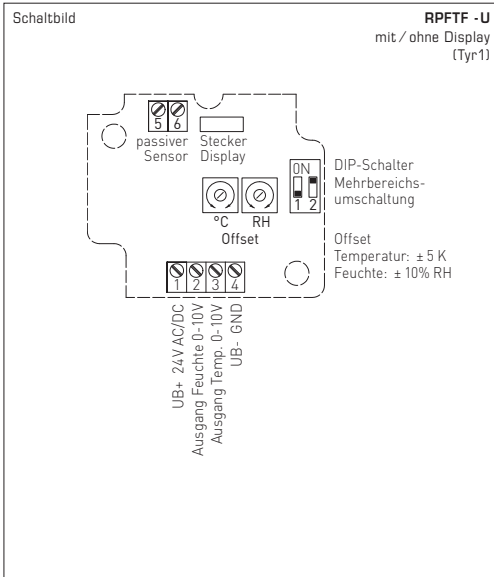 Schaltbild
RPFTF - U
mit / ohne Display
(Tyr1)
5 6
passiver
Sensor
Stecker
Display
ON
1 2
DIP-Schalter
Mehrbereichs-
umschaltung
°C RH
Offset
Offset
Temperatur: ± 5 K
Feuchte: ± 10% RH
1 2 3 4
UB+ 24V AC/DC
Ausgang Feuchte 0-10V
Ausgang Temp. 0-10V
UB- GND